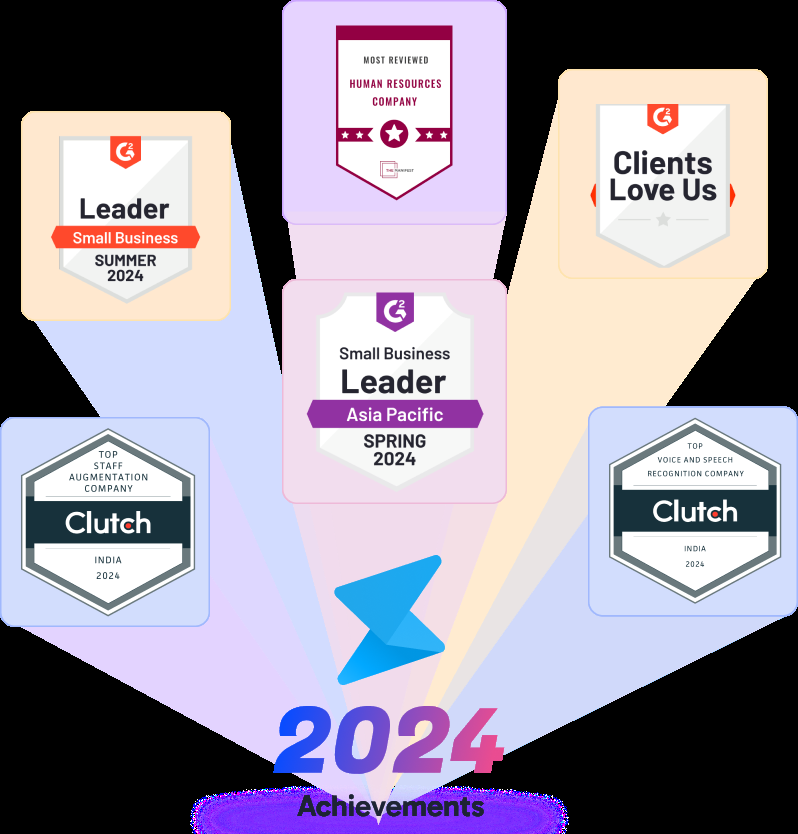 MOST REVIEWED
HUMAN RESOURCES
COMPANY
THE MANIFEST
G2
Leader
Small Business
SUMMER
2024
G2
Clients
Love Us
G2
Small Business
Leader
Asia Pacific
SPRING
2024
TOP
STAFF
AUGMENTATION
COMPANY
Clutch
INDIA
2024
TOP
VOICE AND SPEECH
RECOGNITION COMPANY
Clutch
INDIA
2024
2024
Achievements